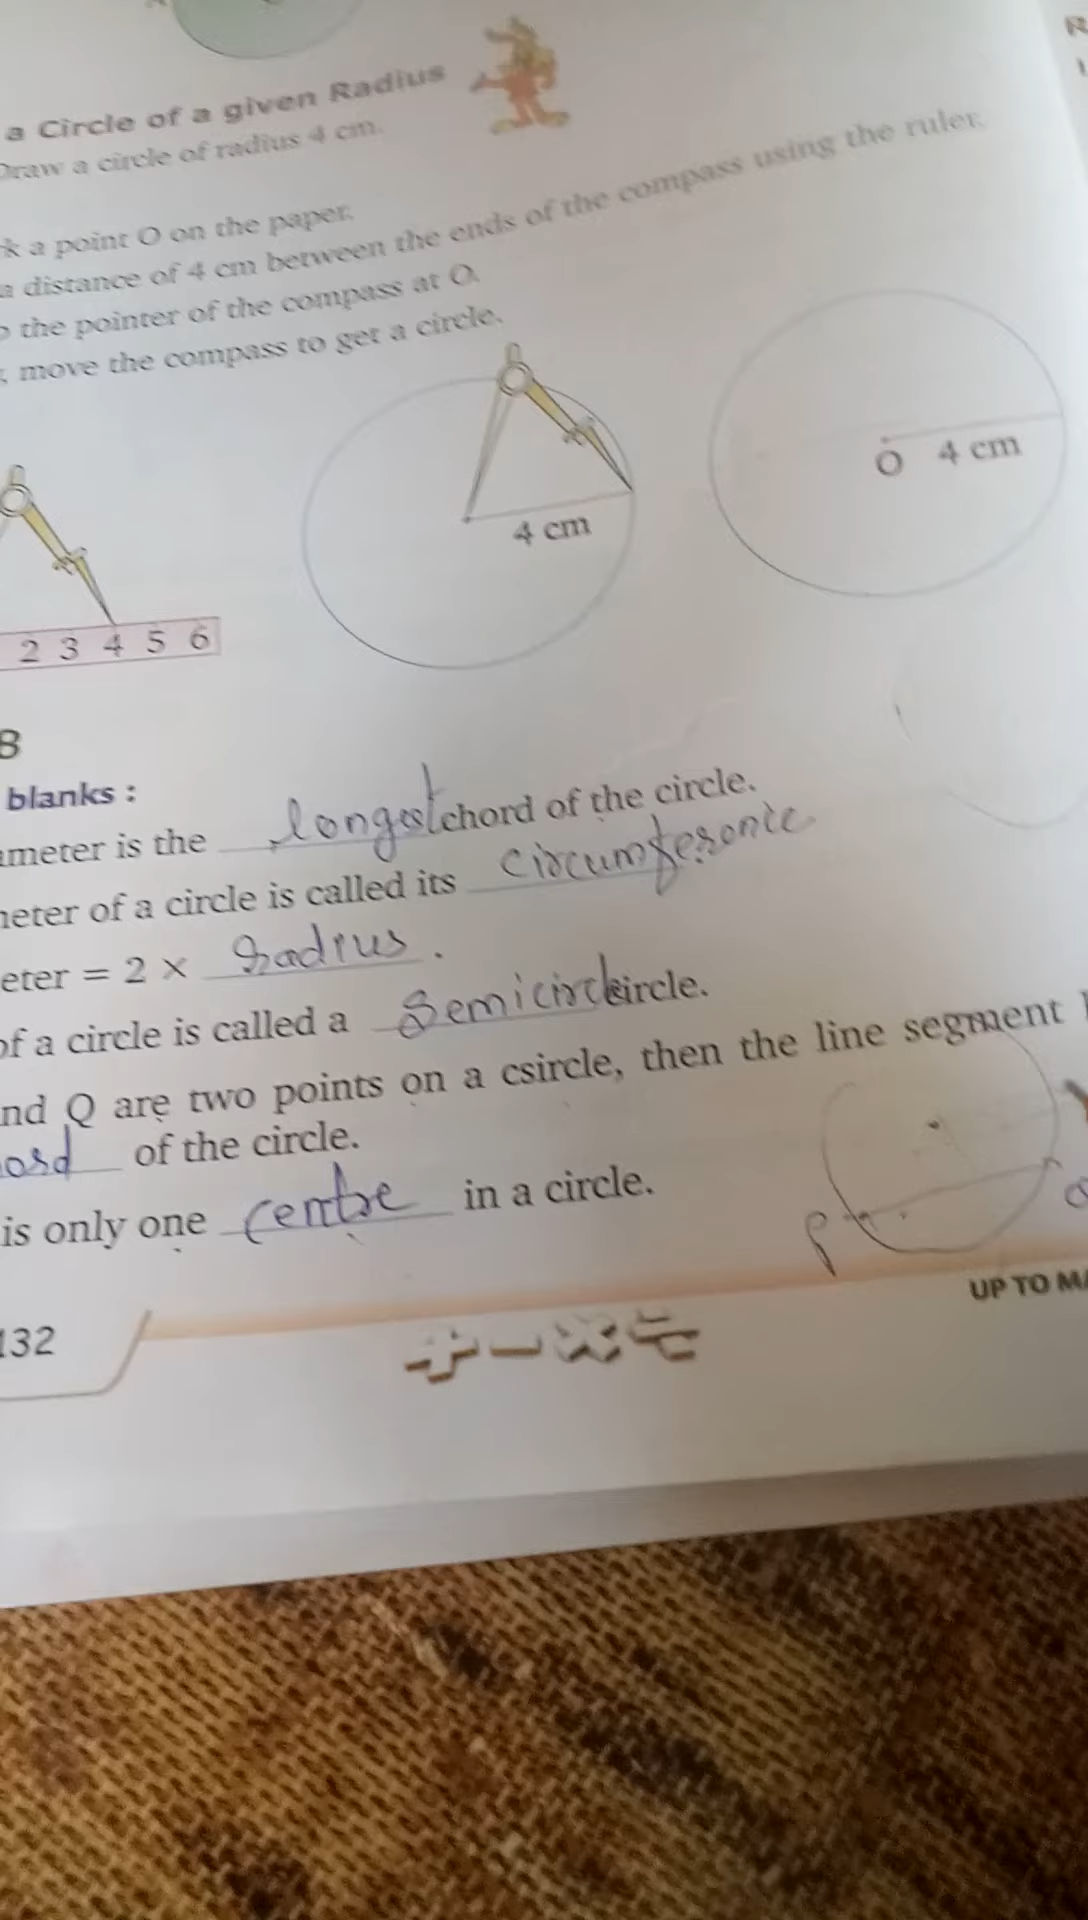 a Circle of a given Radius
Draw a circle of radius 4 cm.
k a point O on the paper.
a distance of 4 cm between the ends of the compass using the ruler.
the pointer of the compass at O.
, move the compass to get a circle.
O 4 cm
4 cm
2 3 4 5 6
B
blanks :
ameter is the longest chord of the circle.
meter of a circle is called its circumferenic
eter = 2 × radius .
of a circle is called a Semicircle circle.
nd Q are two points on a csircle, then the line segment
ord of the circle.
is only one centre in a circle.
P
UP TO MA
132
+ − × ÷